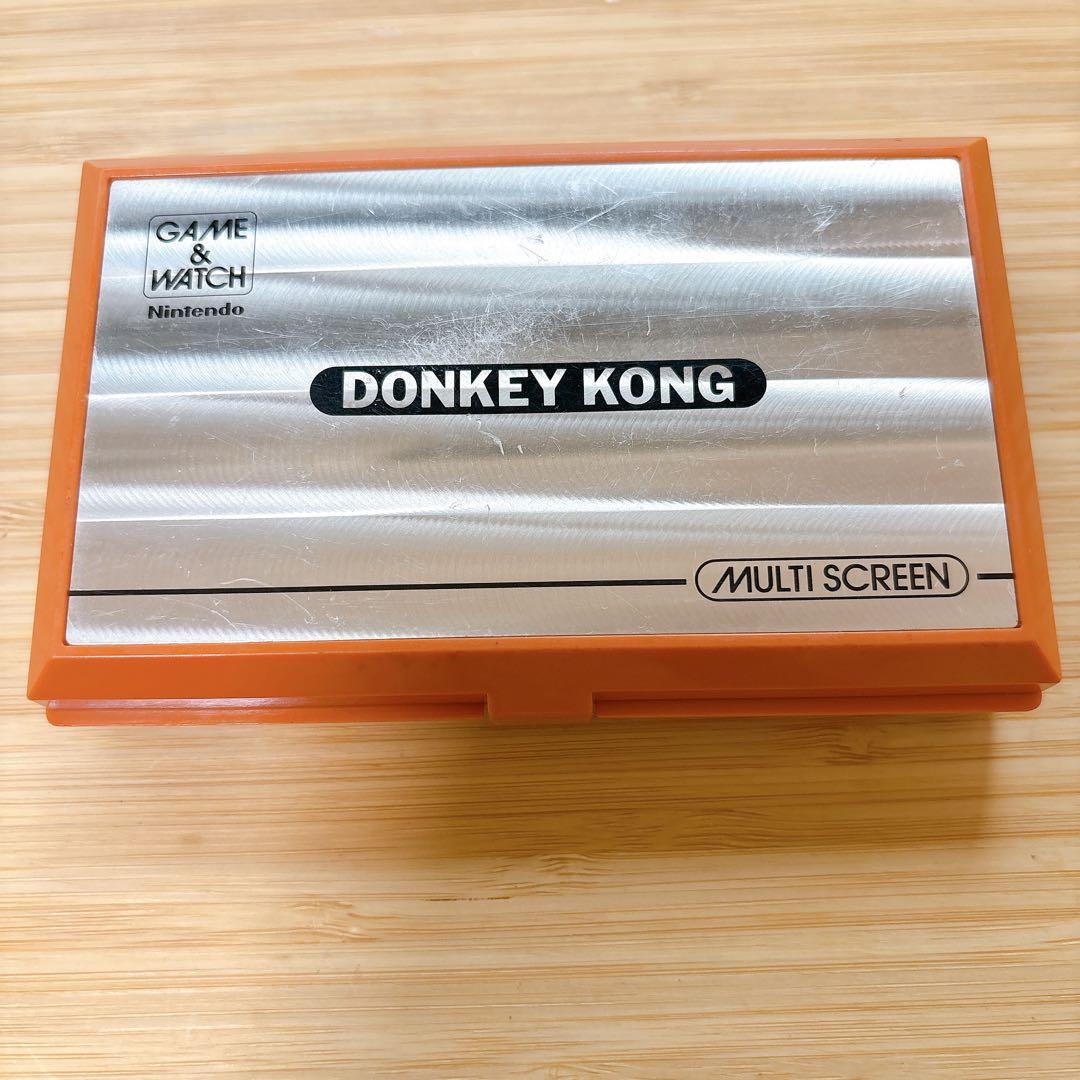 GAME
&
WATCH
Nintendo
DONKEY KONG
MULTI SCREEN